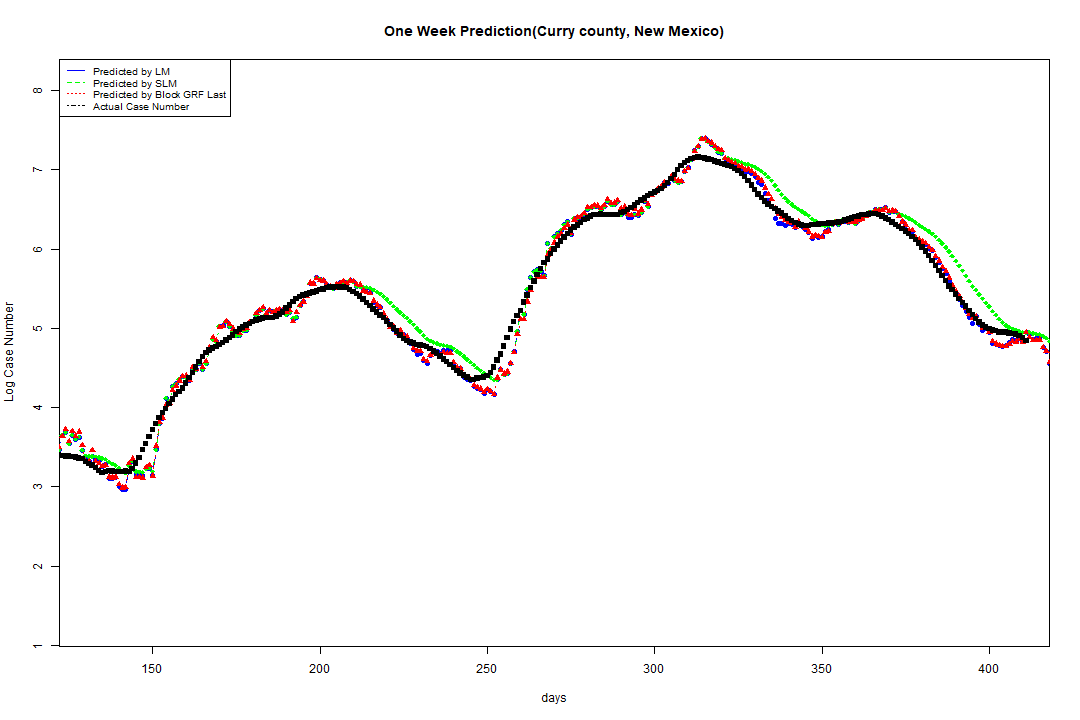 One Week Prediction(Curry county, New Mexico)
Predicted by LM
Predicted by SLM
Predicted by Block GRF Last
Actual Case Number
8
7
6
5
4
3
2
1
Log Case Number
150 200 250 300 350 400
days